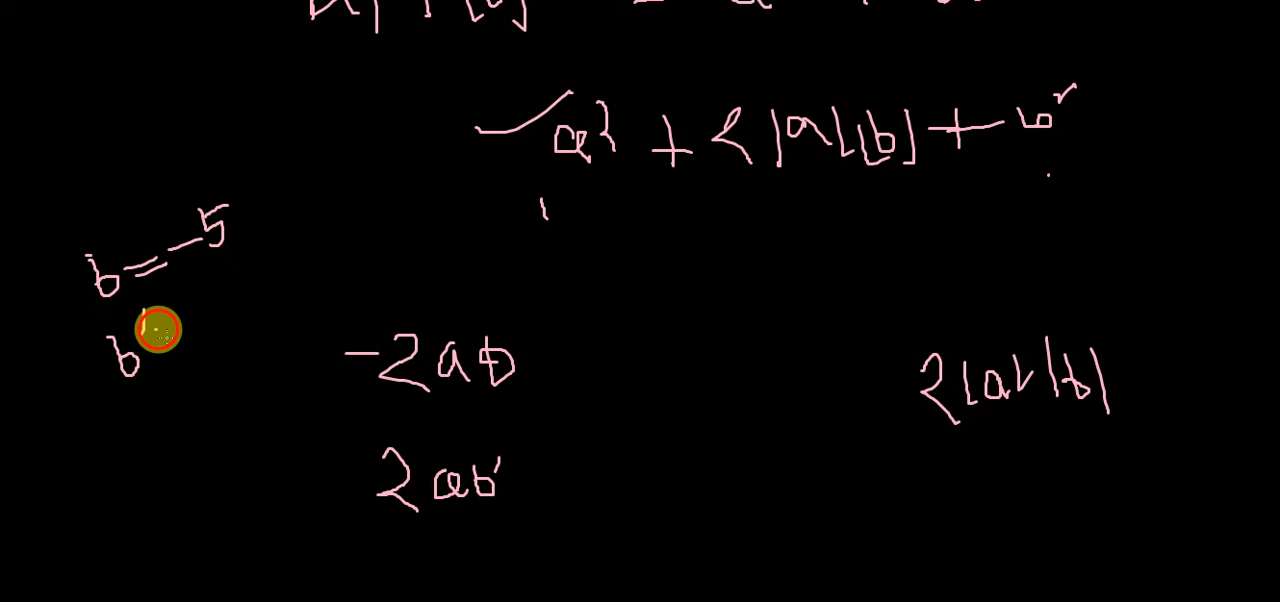 a² + 2|a||b| + b²
b = -5
b
-2ab
2|a||b|
2ab